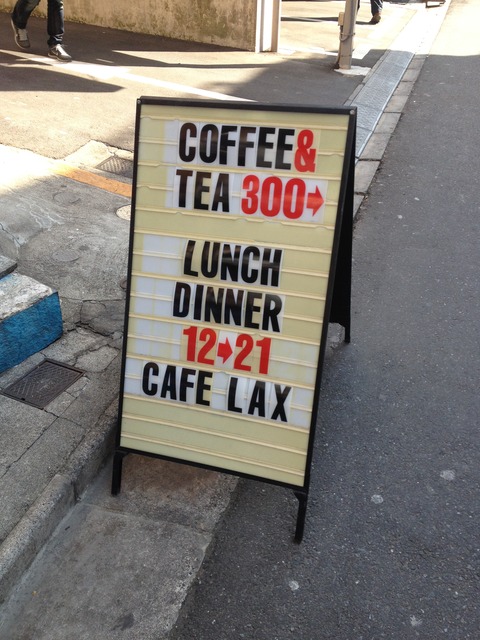 COFFEE&
TEA 300→
LUNCH
DINNER
12→21
CAFE LAX